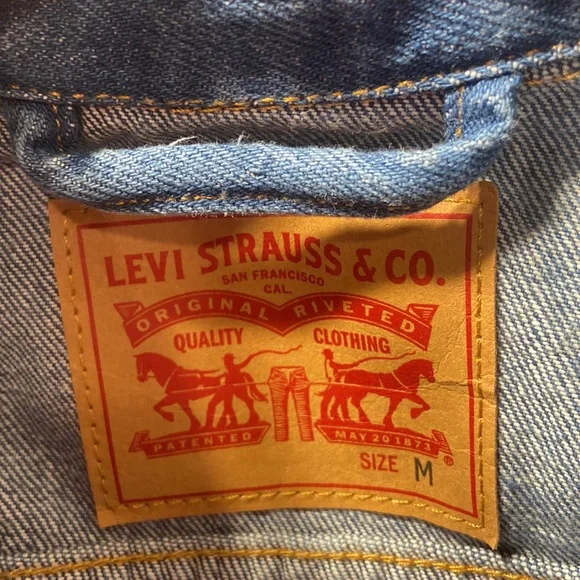 LEVI STRAUSS & CO.
SAN FRANCISCO
CAL.
ORIGINAL RIVETED
QUALITY CLOTHING
PATENTED MAY 20 1873
SIZE M ®